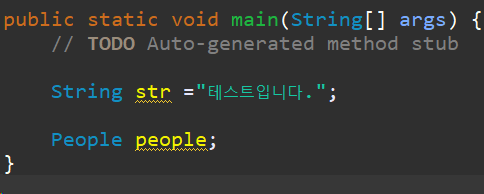 public static void main(String[] args) {
// TODO Auto-generated method stub
String str ="테스트입니다.";
People people;
}